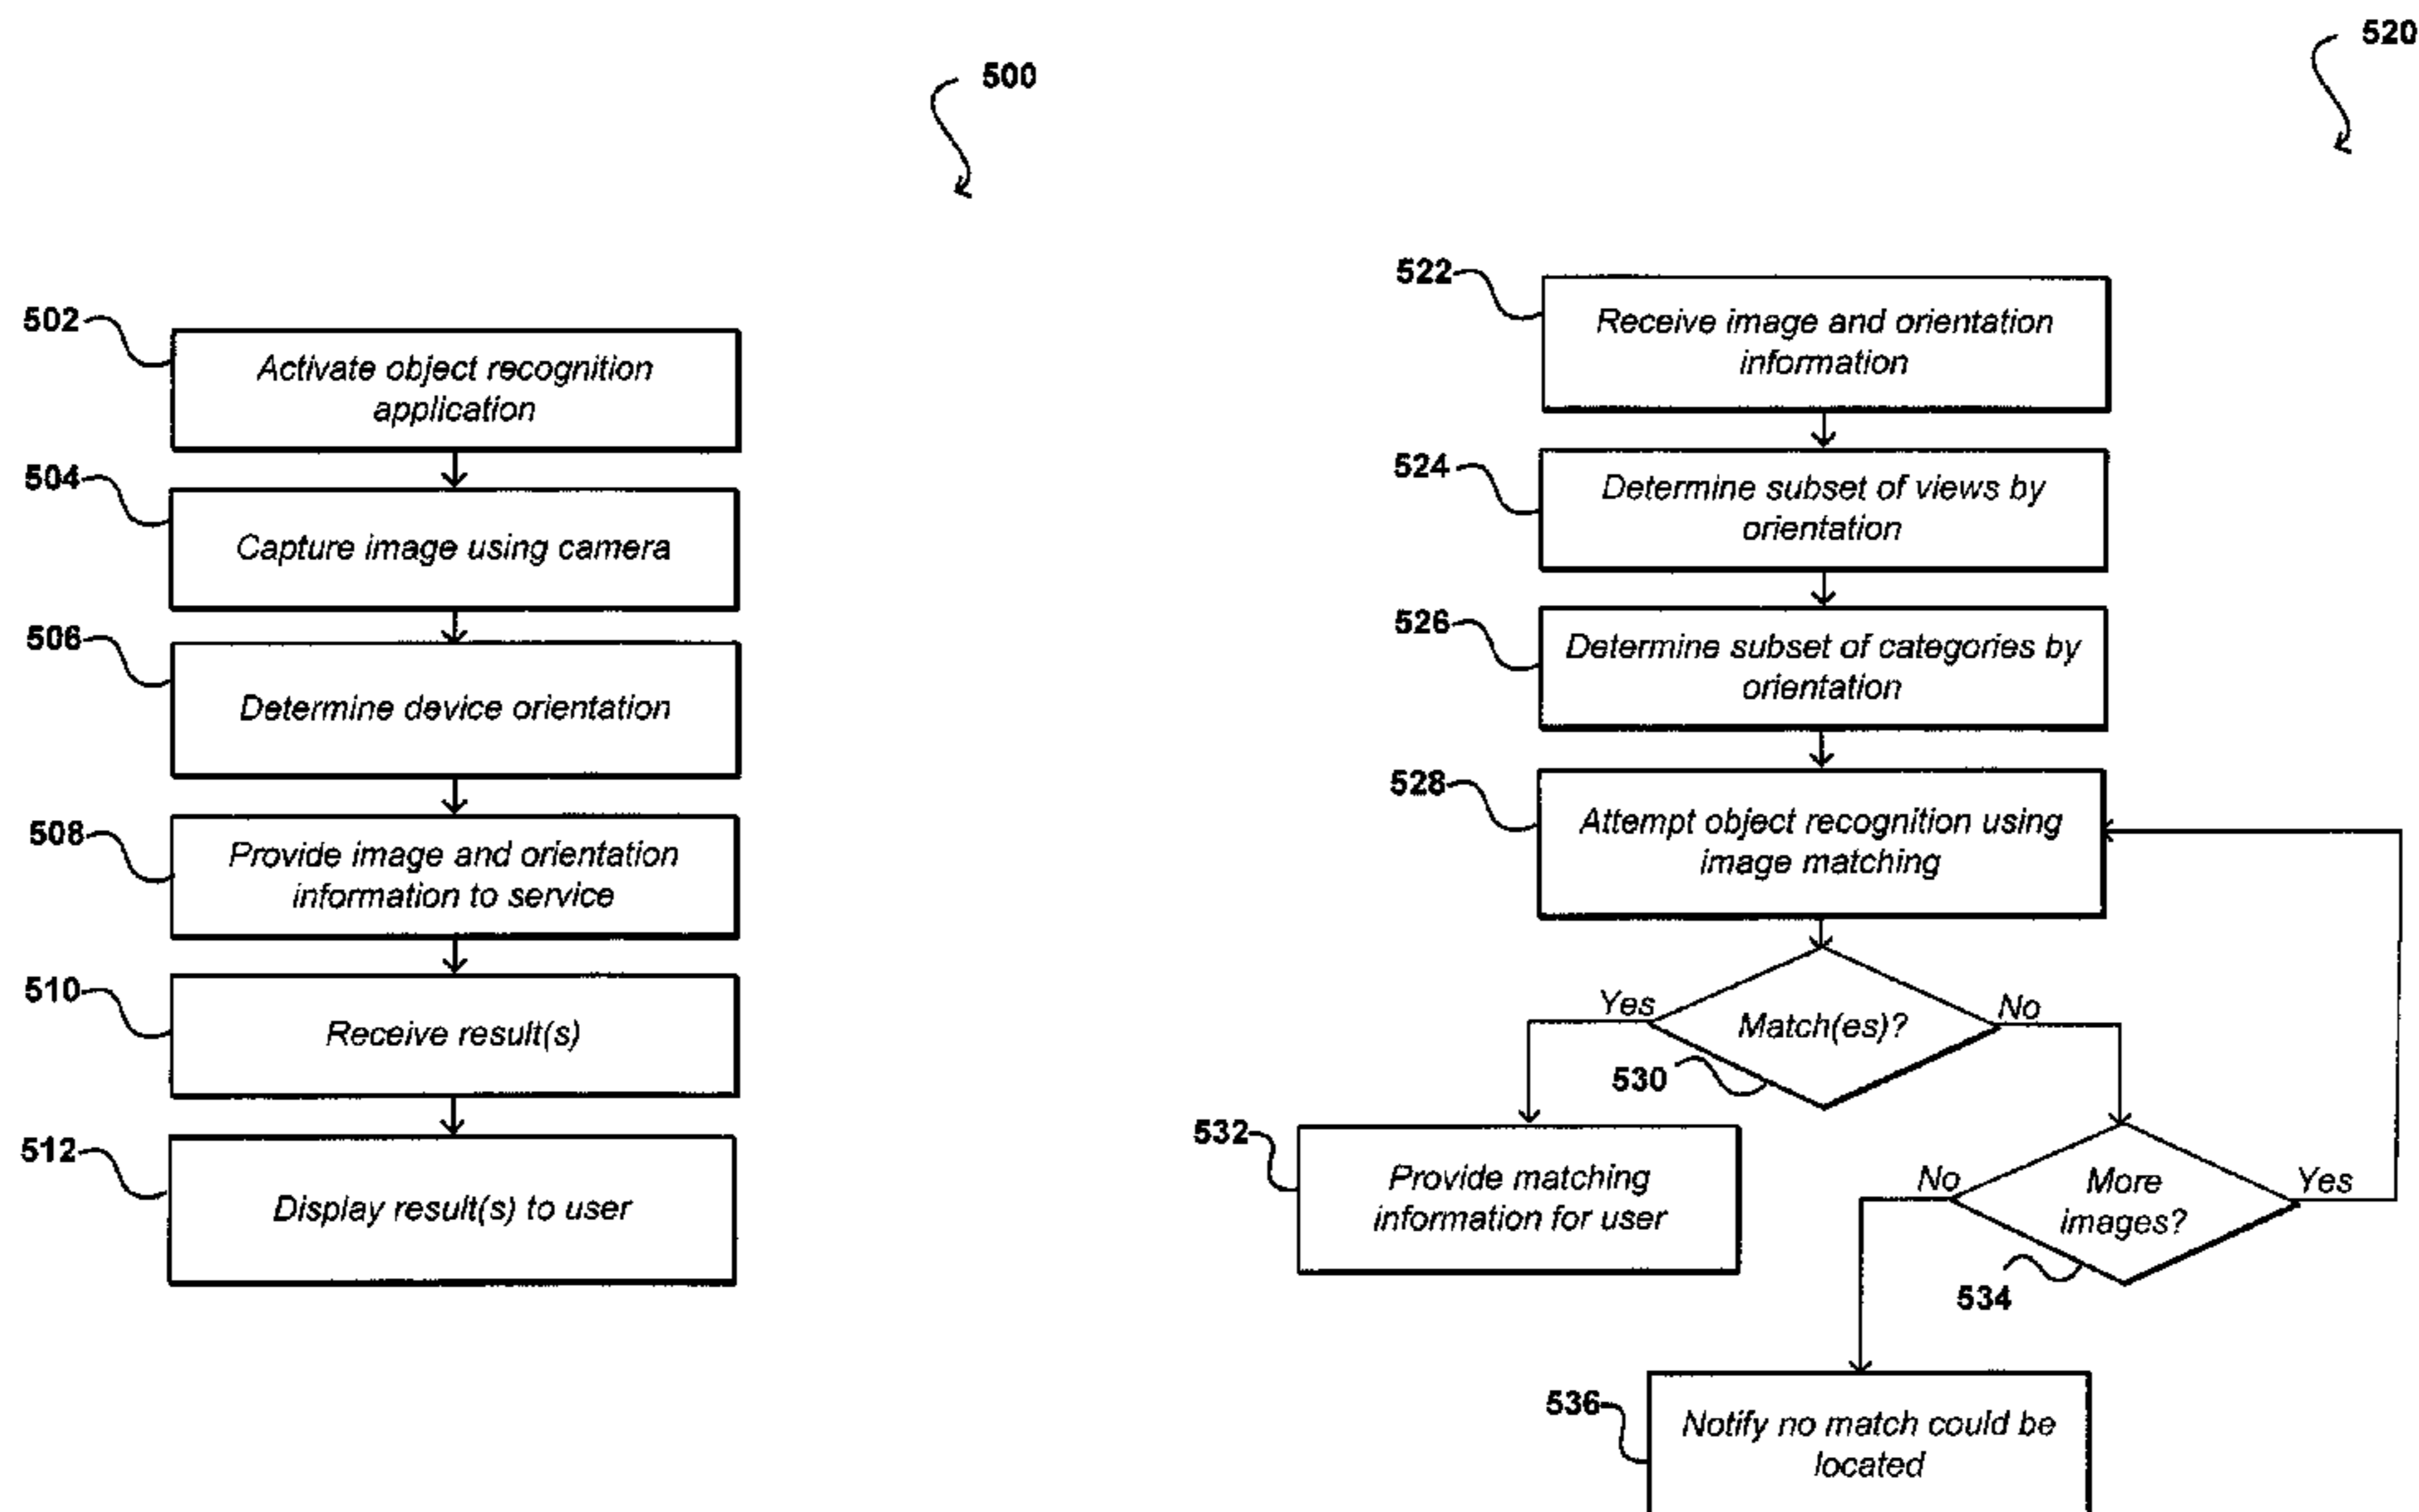 500
502
Activate object recognition
application
504
Capture image using camera
506
Determine device orientation
508
Provide image and orientation
information to service
510
Receive result(s)
512
Display result(s) to user
520
522
Receive image and orientation
information
524
Determine subset of views by
orientation
526
Determine subset of categories by
orientation
528
Attempt object recognition using
image matching
Yes
Match(es)?
No
530
532
Provide matching
information for user
No
More
images?
Yes
534
536
Notify no match could be
located